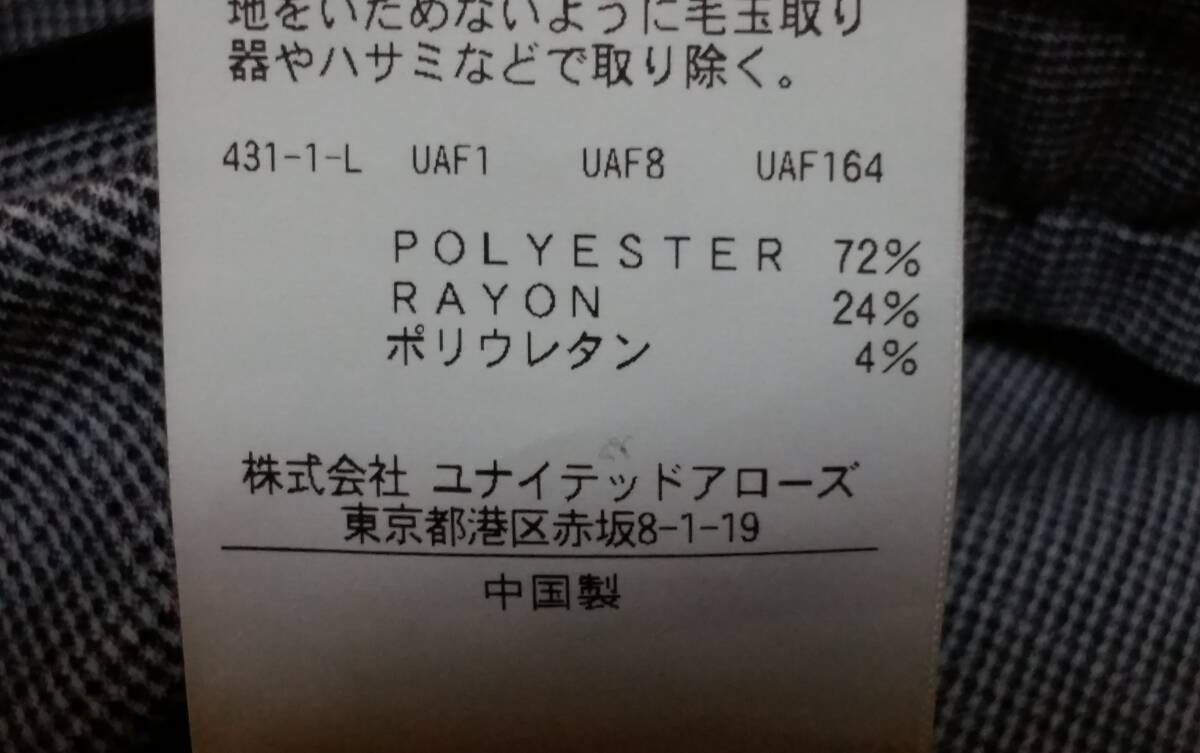 地をいためないように毛玉取り
器やハサミなどで取り除く。
431-1-L UAF1 UAF8 UAF164
POLYESTER 72%
RAYON 24%
ポリウレタン 4%
株式会社 ユナイテッドアローズ
東京都港区赤坂8-1-19
中国製